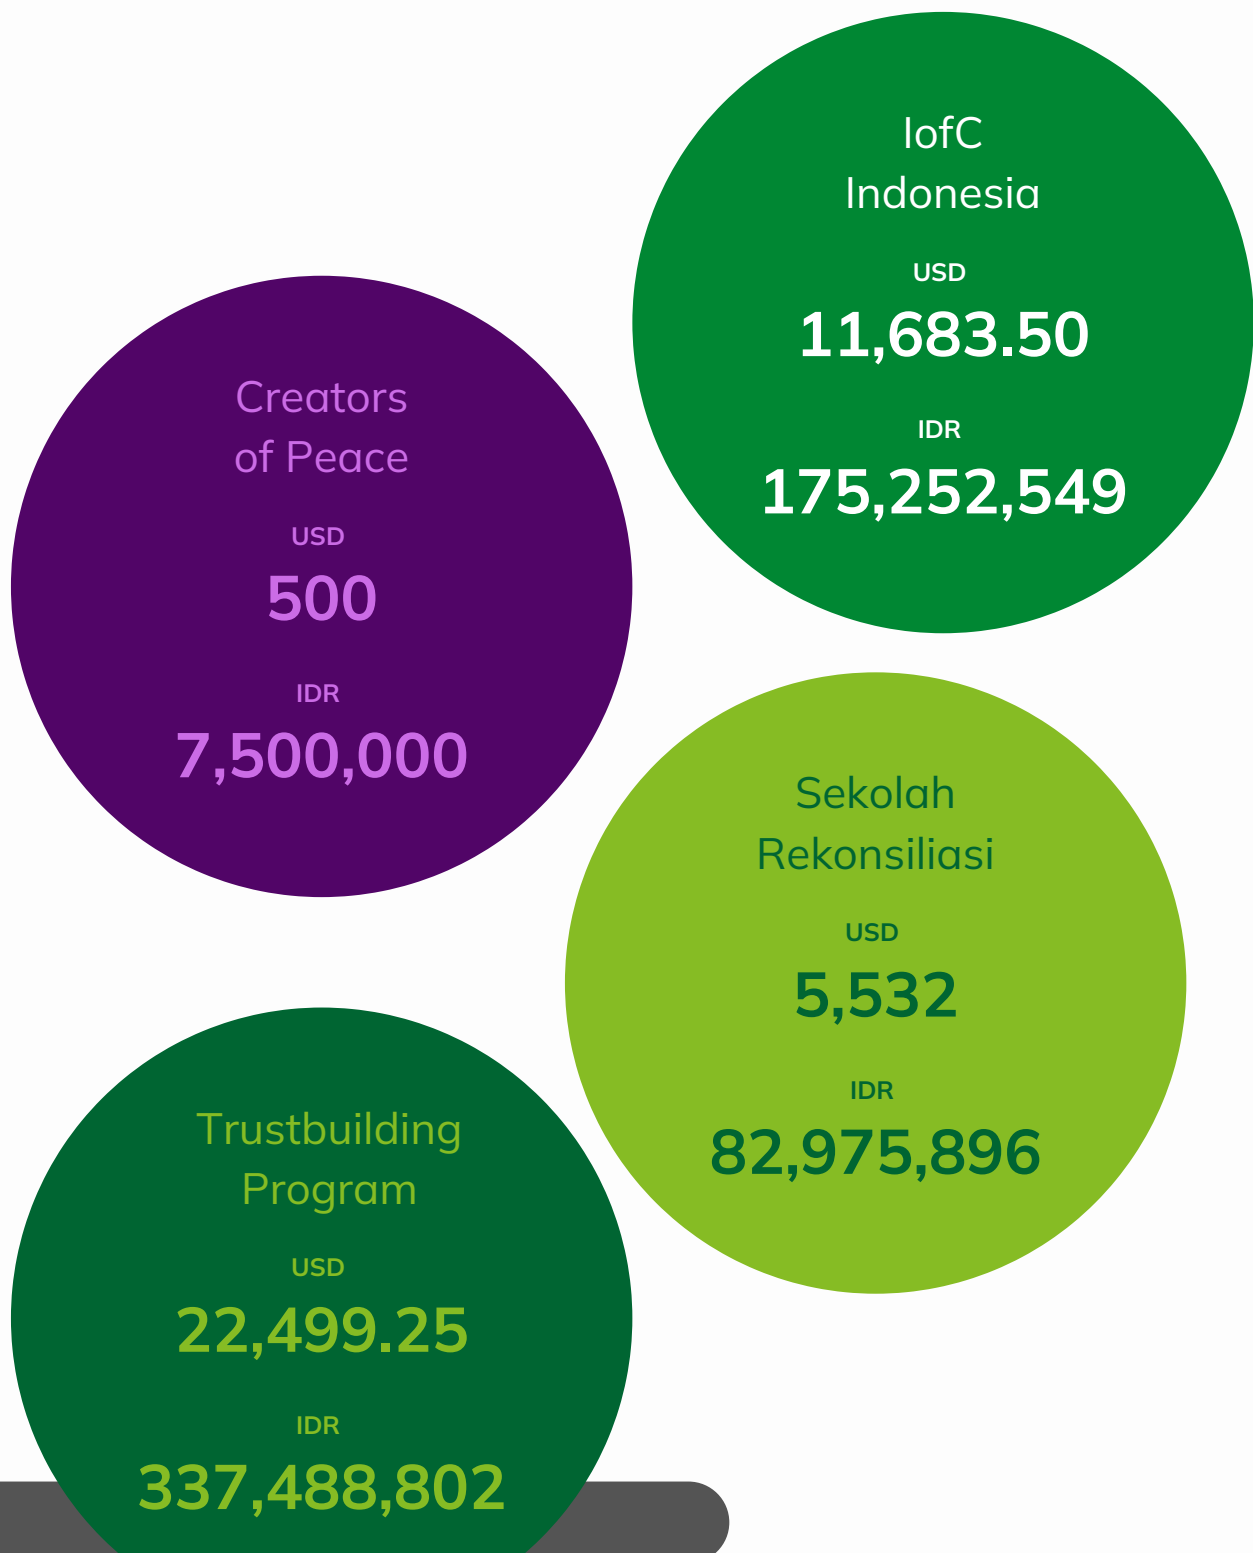 IofC
Indonesia
USD
11,683.50
IDR
175,252,549
Creators
of Peace
USD
500
IDR
7,500,000
Sekolah
Rekonsiliasi
USD
5,532
IDR
82,975,896
Trustbuilding
Program
USD
22,499.25
IDR
337,488,802